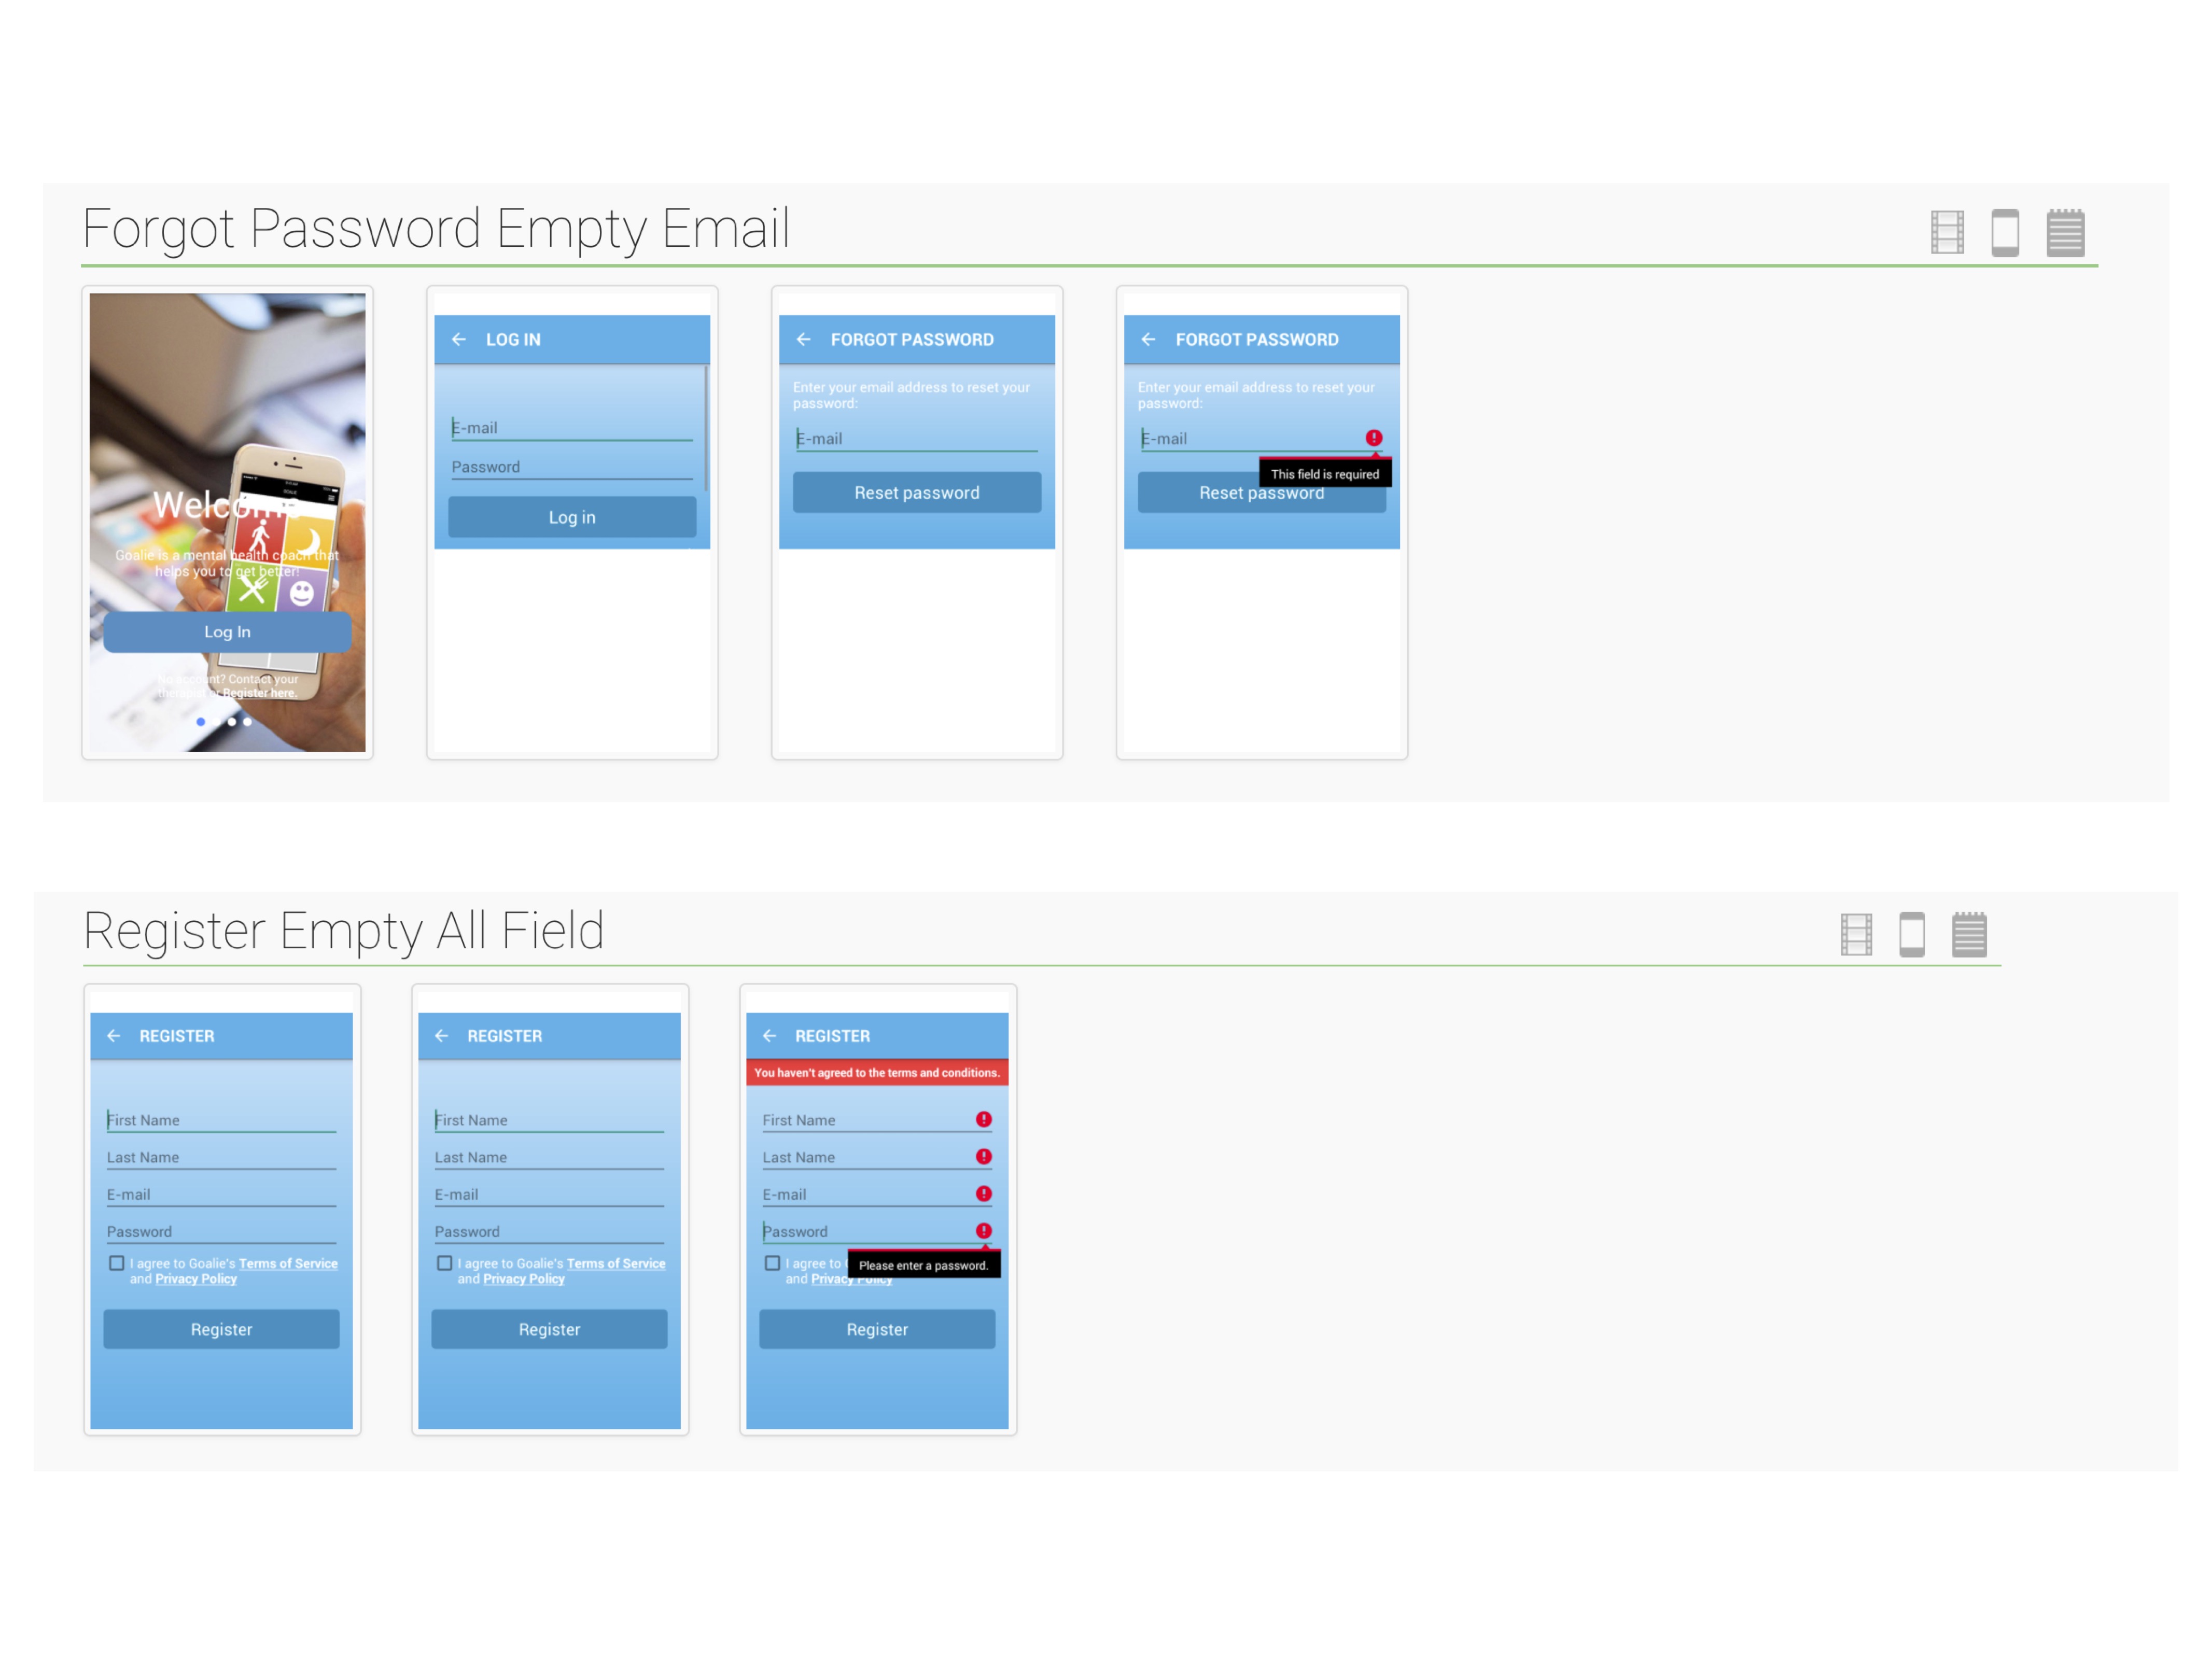 Forgot Password Empty Email
Welcome
Goalie is a mental health coach that
helps you to get better!
Log In
No account? Contact your
therapist or Register here.
LOG IN
E-mail
Password
Log in
FORGOT PASSWORD
Enter your email address to reset your
password:
E-mail
Reset password
FORGOT PASSWORD
Enter your email address to reset your
password:
E-mail
This field is required
Reset password
Register Empty All Field
REGISTER
First Name
Last Name
E-mail
Password
I agree to Goalie's Terms of Service
and Privacy Policy
Register
REGISTER
First Name
Last Name
E-mail
Password
I agree to Goalie's Terms of Service
and Privacy Policy
Register
REGISTER
You haven't agreed to the terms and conditions.
First Name
Last Name
E-mail
Password
I agree to
Please enter a password.
and Privacy Policy
Register